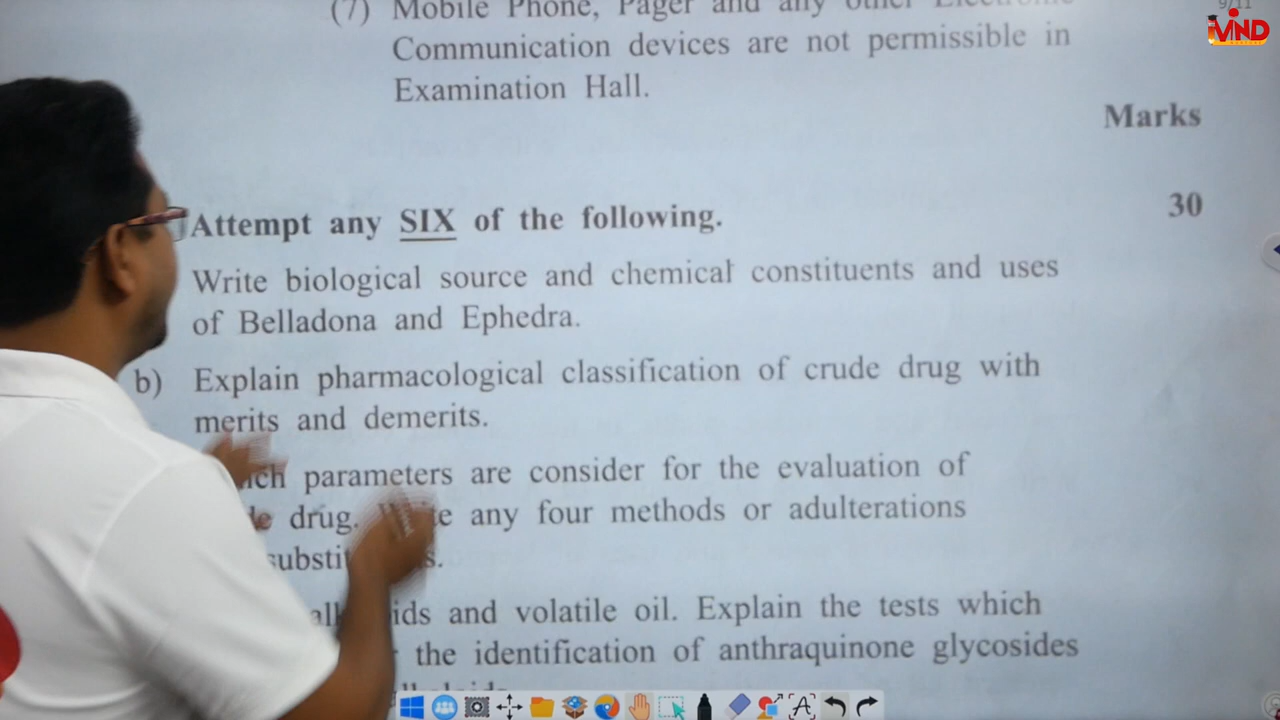 (7) Mobile Phone, Pager and any other
Communication devices are not permissible in
Examination Hall.
Marks
Attempt any SIX of the following. 30
Write biological source and chemical constituents and uses
of Belladona and Ephedra.
b) Explain pharmacological classification of crude drug with
merits and demerits.
parameters are consider for the evaluation of
drug. any four methods or adulterations
and volatile oil. Explain the tests which
the identification of anthraquinone glycosides
9/11
iVIND